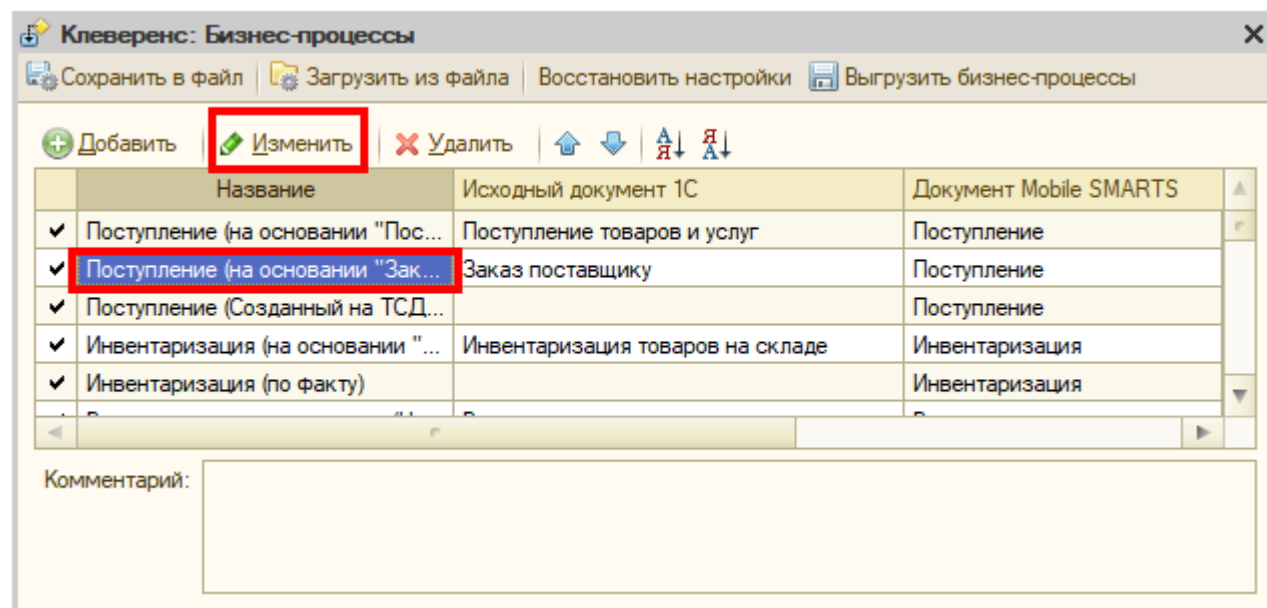 Клеверенс: Бизнес-процессы
Сохранить в файл Загрузить из файла Восстановить настройки Выгрузить бизнес-процессы
Добавить Изменить Удалить
Название Исходный документ 1С Документ Mobile SMARTS
Поступление (на основании "Пос... Поступление товаров и услуг Поступление
Поступление (на основании "Зак... Заказ поставщику Поступление
Поступление (Созданный на ТСД... Поступление
Инвентаризация (на основании "... Инвентаризация товаров на складе Инвентаризация
Инвентаризация (по факту) Инвентаризация
Комментарий: